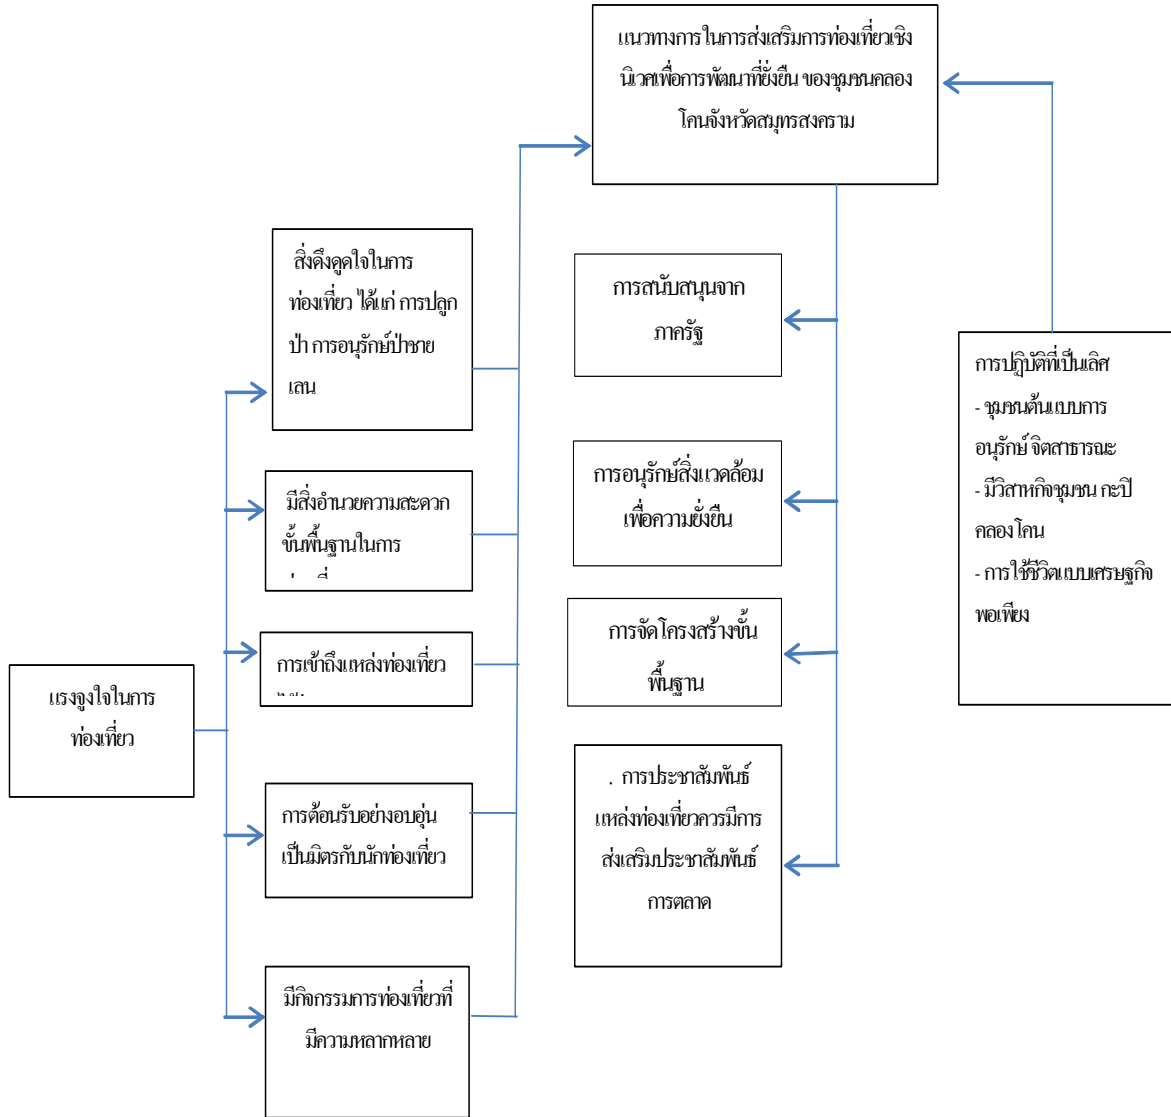 แนวทางการในการส่งเสริมการท่องเที่ยวเชิง
นิเวศเพื่อการพัฒนาที่ยั่งยืน ของชุมชนคลอง
โคนจังหวัดสมุทรสงคราม
สิ่งดึงดูดใจในการ
ท่องเที่ยว ได้แก่ การปลูก
ป่า การอนุรักษ์ป่าชาย
เลน
การสนับสนุนจาก
ภาครัฐ
การปฏิบัติที่เป็นเลิศ
- ชุมชนต้นแบบการ
อนุรักษ์ จิตสาธารณะ
- มีวิสาหกิจชุมชน กะปิ
คลองโคน
- การใช้ชีวิตแบบเศรษฐกิจ
พอเพียง
มีสิ่งอำนวยความสะดวก
ขั้นพื้นฐานในการ
การอนุรักษ์สิ่งแวดล้อม
เพื่อความยั่งยืน
การเข้าถึงแหล่งท่องเที่ยว
การจัดโครงสร้างขั้น
พื้นฐาน
แรงจูงใจในการ
ท่องเที่ยว
การต้อนรับอย่างอบอุ่น
เป็นมิตรกับนักท่องเที่ยว
. การประชาสัมพันธ์
แหล่งท่องเที่ยวควรมีการ
ส่งเสริมประชาสัมพันธ์
การตลาด
มีกิจกรรมการท่องเที่ยวที่
มีความหลากหลาย